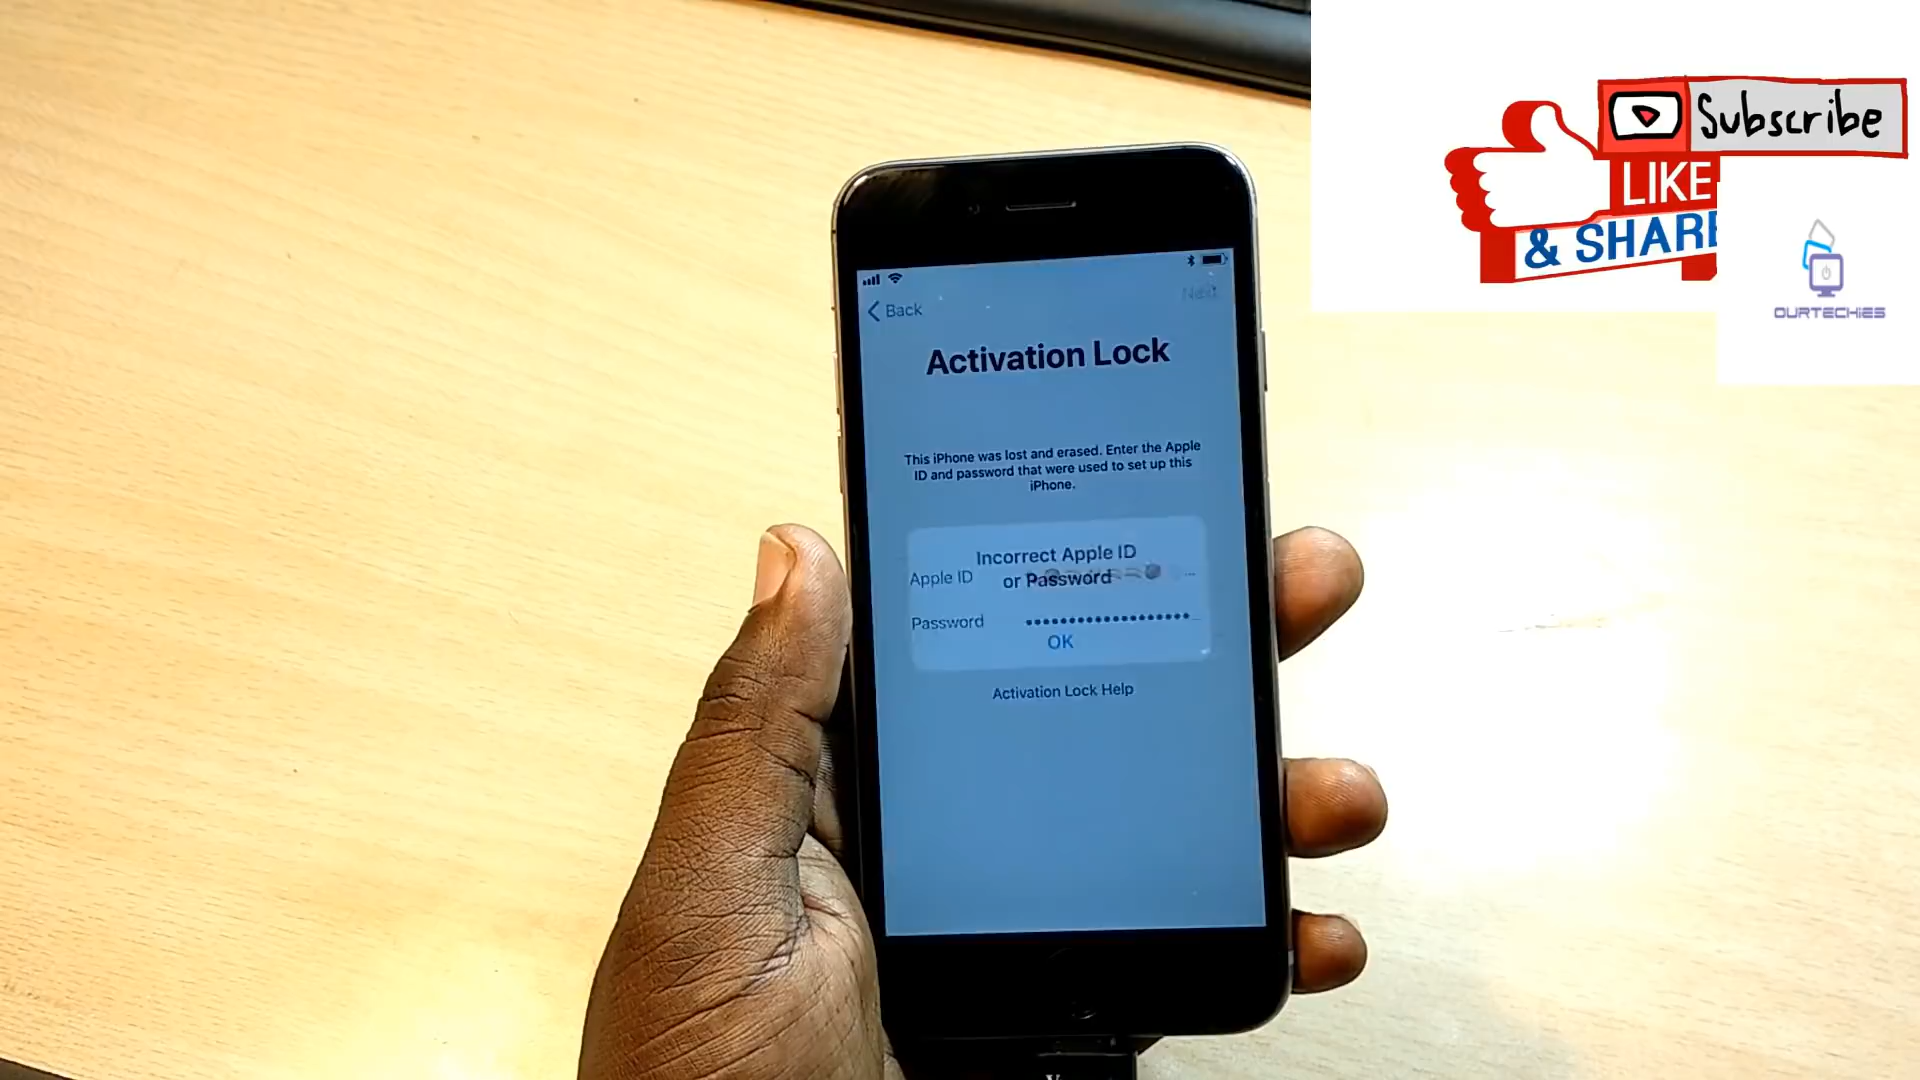 Subscribe
LIKE
& SHARE
OURTECHIES
Back
Next
Activation Lock
This iPhone was lost and erased. Enter the Apple
ID and password that were used to set up this
iPhone.
Incorrect Apple ID
or Password
Apple ID
Password
OK
Activation Lock Help